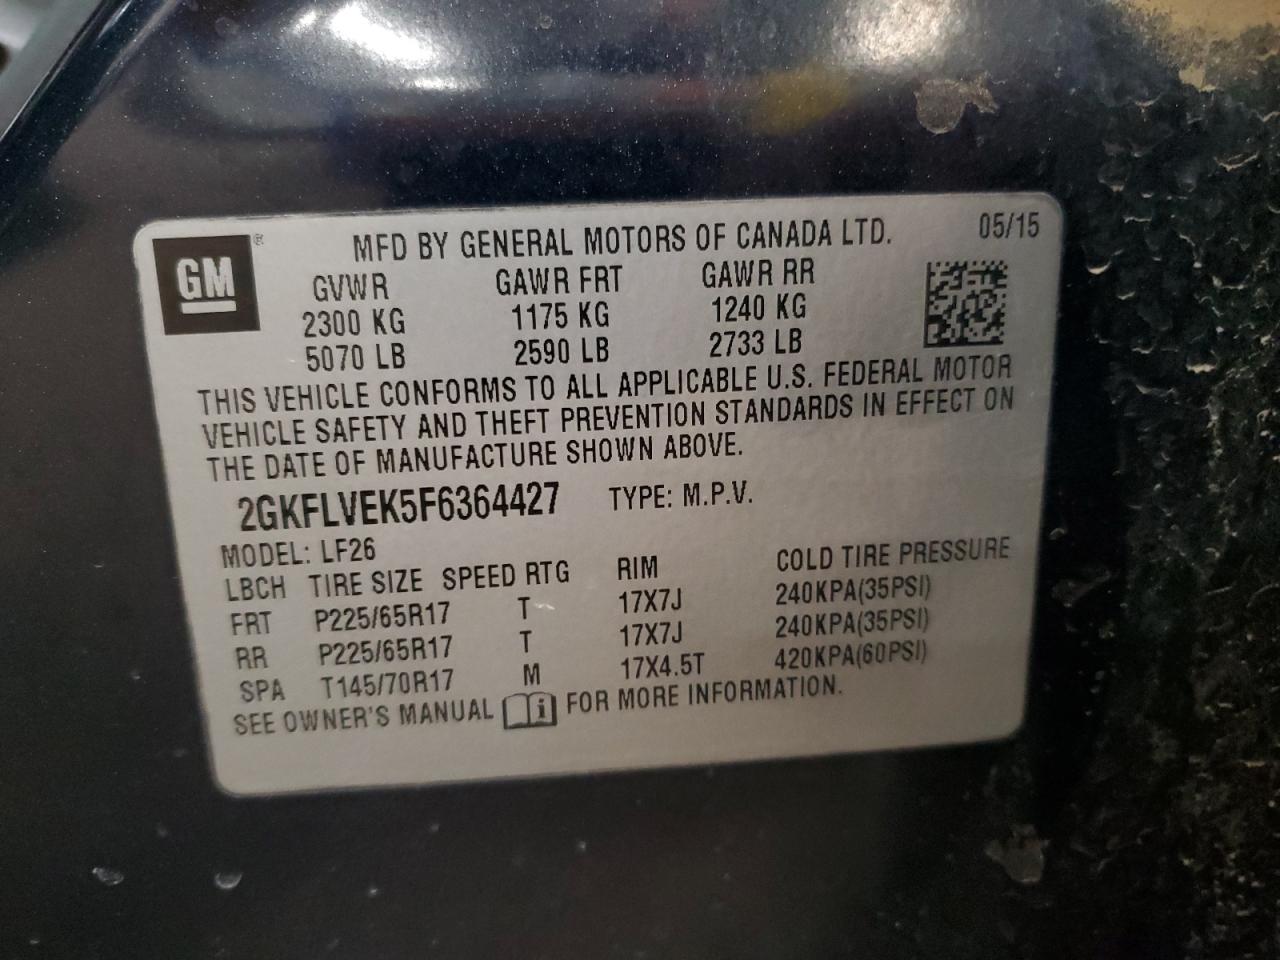 GM ®
MFD BY GENERAL MOTORS OF CANADA LTD. 05/15
GVWR GAWR FRT GAWR RR
2300 KG 1175 KG 1240 KG
5070 LB 2590 LB 2733 LB
THIS VEHICLE CONFORMS TO ALL APPLICABLE U.S. FEDERAL MOTOR
VEHICLE SAFETY AND THEFT PREVENTION STANDARDS IN EFFECT ON
THE DATE OF MANUFACTURE SHOWN ABOVE.
2GKFLVEK5F6364427 TYPE: M.P.V.
MODEL: LF26
LBCH TIRE SIZE SPEED RTG RIM COLD TIRE PRESSURE
FRT P225/65R17 T 17X7J 240KPA(35PSI)
RR P225/65R17 T 17X7J 240KPA(35PSI)
SPA T145/70R17 M 17X4.5T 420KPA(60PSI)
SEE OWNER'S MANUAL i FOR MORE INFORMATION.